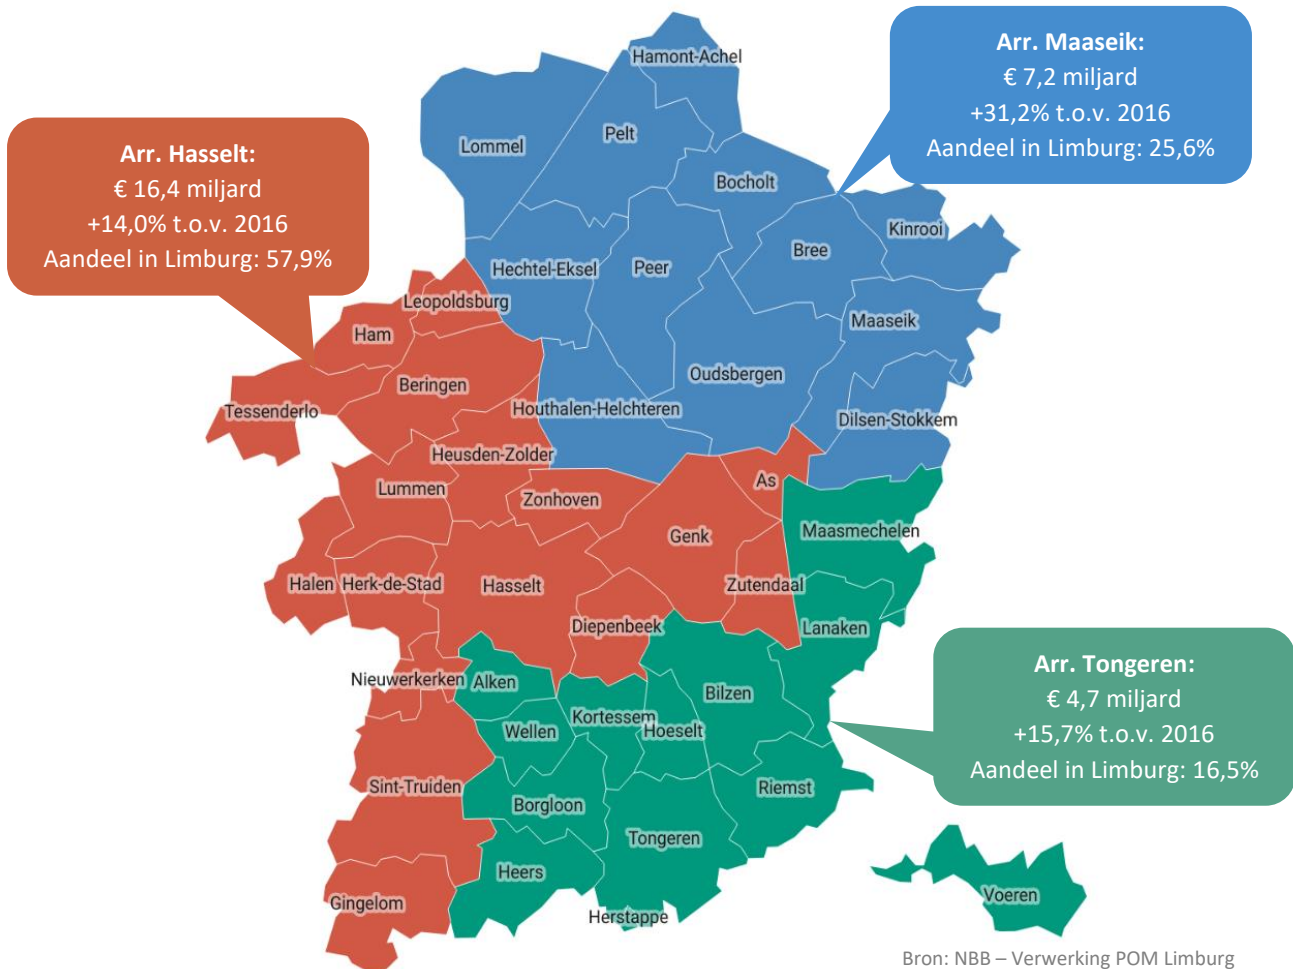 Arr. Maaseik:
€ 7,2 miljard
+31,2% t.o.v. 2016
Aandeel in Limburg: 25,6%
Arr. Hasselt:
€ 16,4 miljard
+14,0% t.o.v. 2016
Aandeel in Limburg: 57,9%
Hamont-Achel
Pelt
Lommel
Bocholt
Kinrooi
Bree
Hechtel-Eksel
Peer
Leopoldsburg
Maaseik
Ham
Oudsbergen
Beringen
Tessenderlo
Houthalen-Helchteren
Dilsen-Stokkem
Heusden-Zolder
As
Lummen
Zonhoven
Maasmechelen
Genk
Halen
Herk-de-Stad
Hasselt
Zutendaal
Diepenbeek
Lanaken
Arr. Tongeren:
€ 4,7 miljard
+15,7% t.o.v. 2016
Aandeel in Limburg: 16,5%
Nieuwerkerken
Alken
Bilzen
Kortessem
Wellen
Hoeselt
Sint-Truiden
Riemst
Borgloon
Tongeren
Heers
Voeren
Gingelom
Herstappe
Bron: NBB – Verwerking POM Limburg